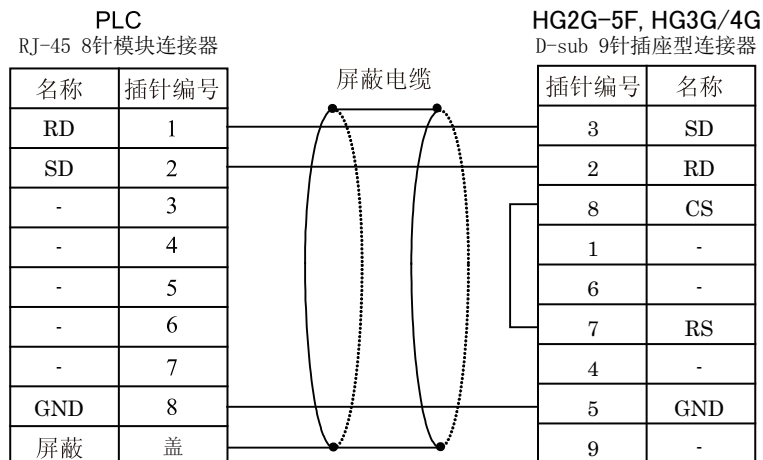 PLC
RJ-45 8针模块连接器
名称 插针编号
RD 1
SD 2
- 3
- 4
- 5
- 6
- 7
GND 8
屏蔽 盖
屏蔽电缆
HG2G-5F, HG3G/4G
D-sub 9针插座型连接器
插针编号 名称
3 SD
2 RD
8 CS
1 -
6 -
7 RS
4 -
5 GND
9 -